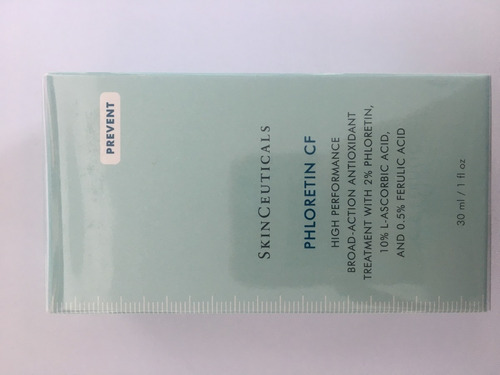 PREVENT
SKINCEUTICALS
PHLORETIN CF
HIGH PERFORMANCE
BROAD-ACTION ANTIOXIDANT
TREATMENT WITH 2% PHLORETIN,
10% L-ASCORBIC ACID,
AND 0.5% FERULIC ACID
30 ml / 1 fl oz